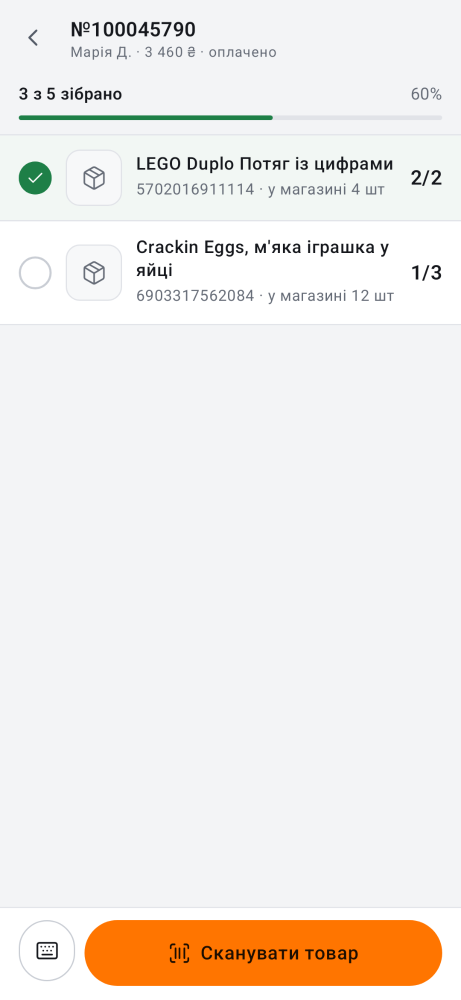 №100045790
Марія Д. · 3 460 ₴ · оплачено
3 з 5 зібрано
60%
LEGO Duplo Потяг із цифрами
5702016911114 · у магазині 4 шт
2/2
Crackin Eggs, м'яка іграшка у
яйці
6903317562084 · у магазині 12 шт
1/3
Сканувати товар